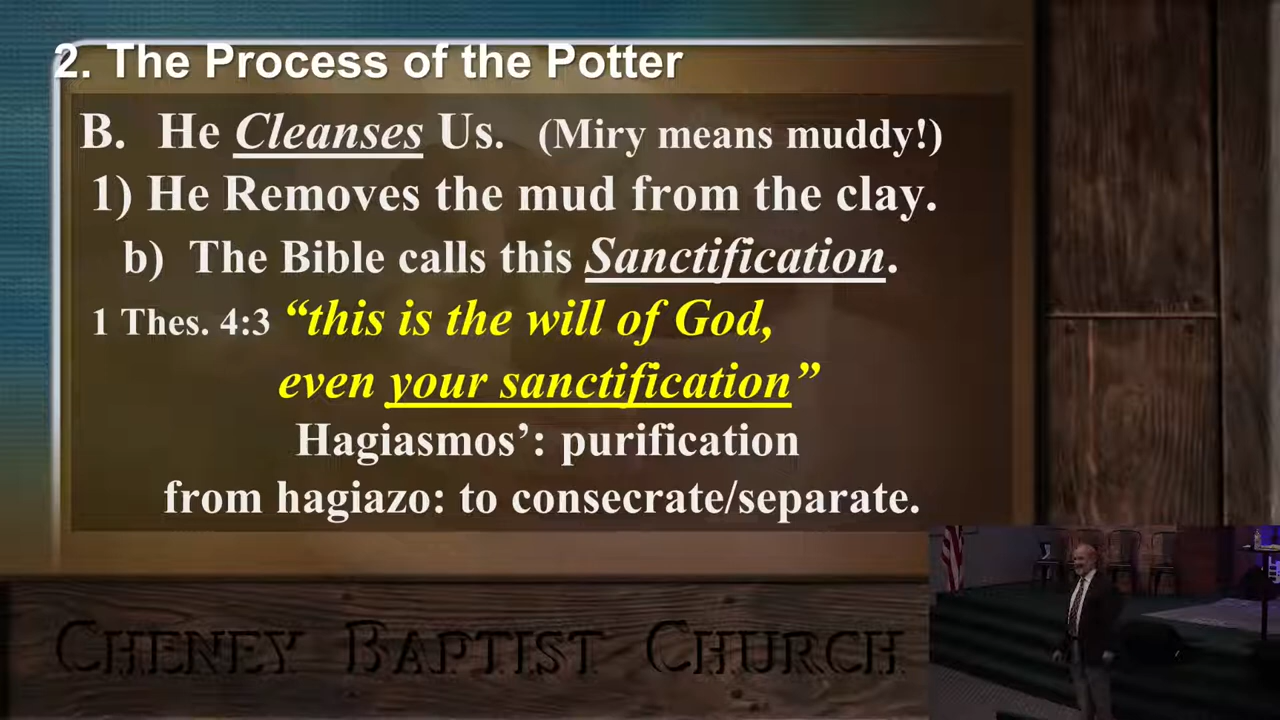 2. The Process of the Potter
B. He Cleanses Us. (Miry means muddy!)
1) He Removes the mud from the clay.
b) The Bible calls this Sanctification.
1 Thes. 4:3 “this is the will of God,
even your sanctification”
Hagiasmos’: purification
from hagiazo: to consecrate/separate.
CHENEY BAPTIST CHURCH